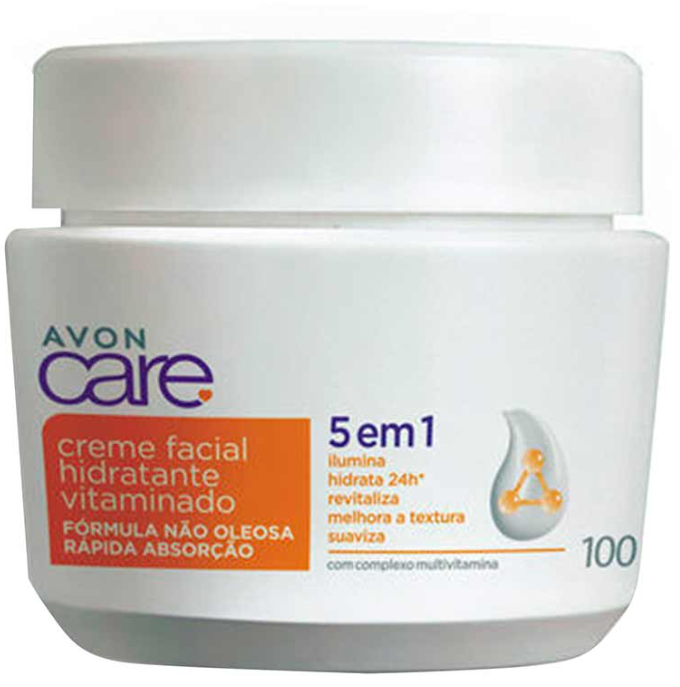 AVON
care
creme facial
hidratante
vitaminado
FÓRMULA NÃO OLEOSA
RÁPIDA ABSORÇÃO
5 em 1
ilumina
hidrata 24h*
revitaliza
melhora a textura
suaviza
com complexo multivitamina
100